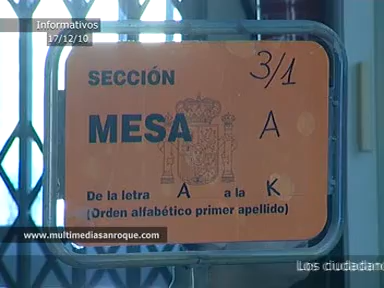 Informativos
17/12/10
SECCIÓN 3/1
MESA A
De la letra A a la K
(Orden alfabético primer apellido)
www.multimediasanroque.com
Los ciudadano